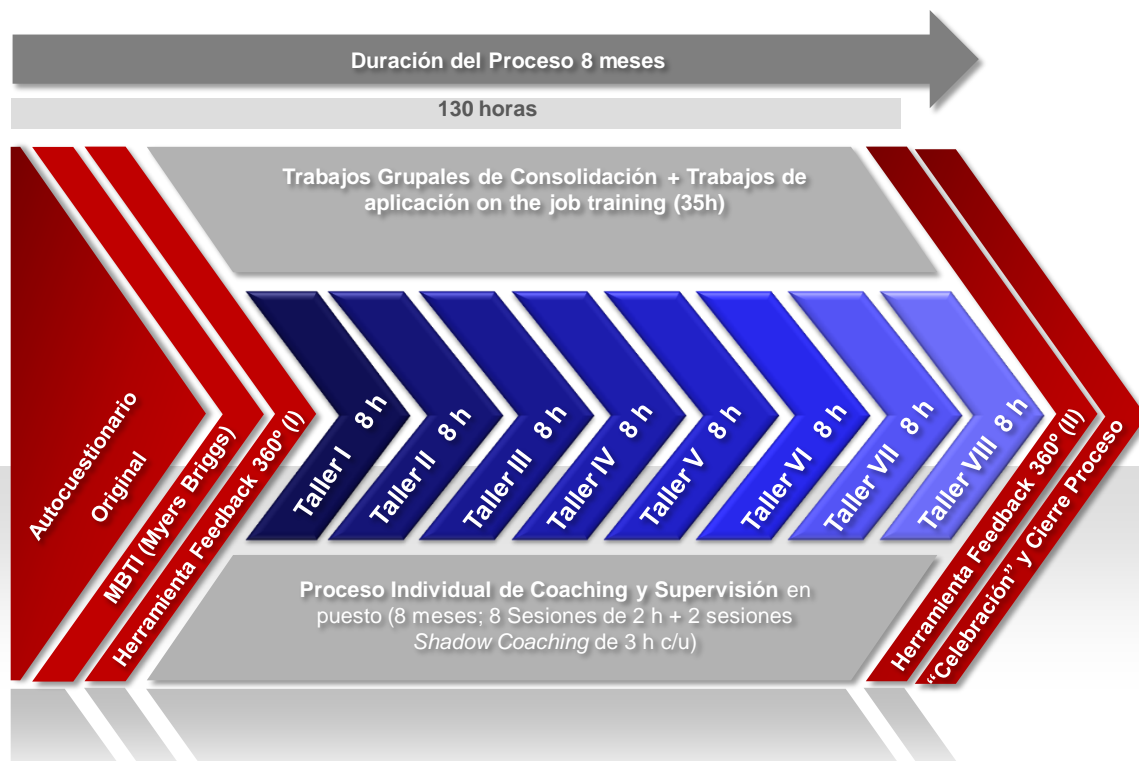 Duración del Proceso 8 meses
130 horas
Trabajos Grupales de Consolidación + Trabajos de
aplicación on the job training (35h)
Autocuestionario
Original
MBTI (Myers Briggs)
Herramienta Feedback 360º (I)
Taller I 8 h
Taller II 8 h
Taller III 8 h
Taller IV 8 h
Taller V 8 h
Taller VI 8 h
Taller VII 8 h
Taller VIII 8 h
Herramienta Feedback 360º (II)
“Celebración” y Cierre Proceso
Proceso Individual de Coaching y Supervisión en
puesto (8 meses; 8 Sesiones de 2 h + 2 sesiones
Shadow Coaching de 3 h c/u)